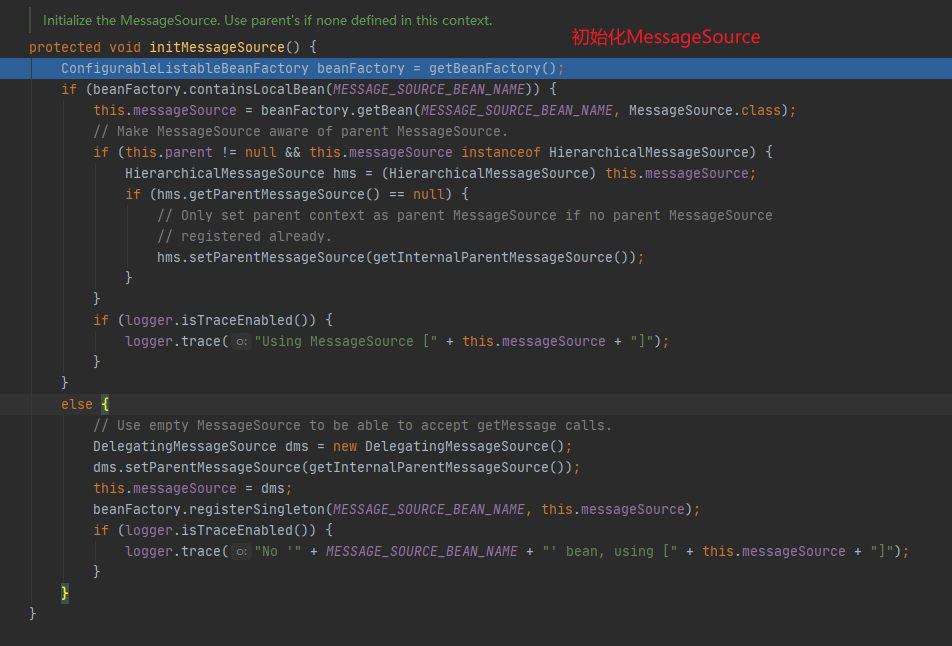 Initialize the MessageSource. Use parent's if none defined in this context.
初始化MessageSource
protected void initMessageSource() {
ConfigurableListableBeanFactory beanFactory = getBeanFactory();
if (beanFactory.containsLocalBean(MESSAGE_SOURCE_BEAN_NAME)) {
this.messageSource = beanFactory.getBean(MESSAGE_SOURCE_BEAN_NAME, MessageSource.class);
// Make MessageSource aware of parent MessageSource.
if (this.parent != null && this.messageSource instanceof HierarchicalMessageSource) {
HierarchicalMessageSource hms = (HierarchicalMessageSource) this.messageSource;
if (hms.getParentMessageSource() == null) {
// Only set parent context as parent MessageSource if no parent MessageSource
// registered already.
hms.setParentMessageSource(getInternalParentMessageSource());
}
}
if (logger.isTraceEnabled()) {
logger.trace( o: "Using MessageSource [" + this.messageSource + "]");
}
}
else {
// Use empty MessageSource to be able to accept getMessage calls.
DelegatingMessageSource dms = new DelegatingMessageSource();
dms.setParentMessageSource(getInternalParentMessageSource());
this.messageSource = dms;
beanFactory.registerSingleton(MESSAGE_SOURCE_BEAN_NAME, this.messageSource);
if (logger.isTraceEnabled()) {
logger.trace( o: "No '" + MESSAGE_SOURCE_BEAN_NAME + "' bean, using [" + this.messageSource + "]");
}
}
}